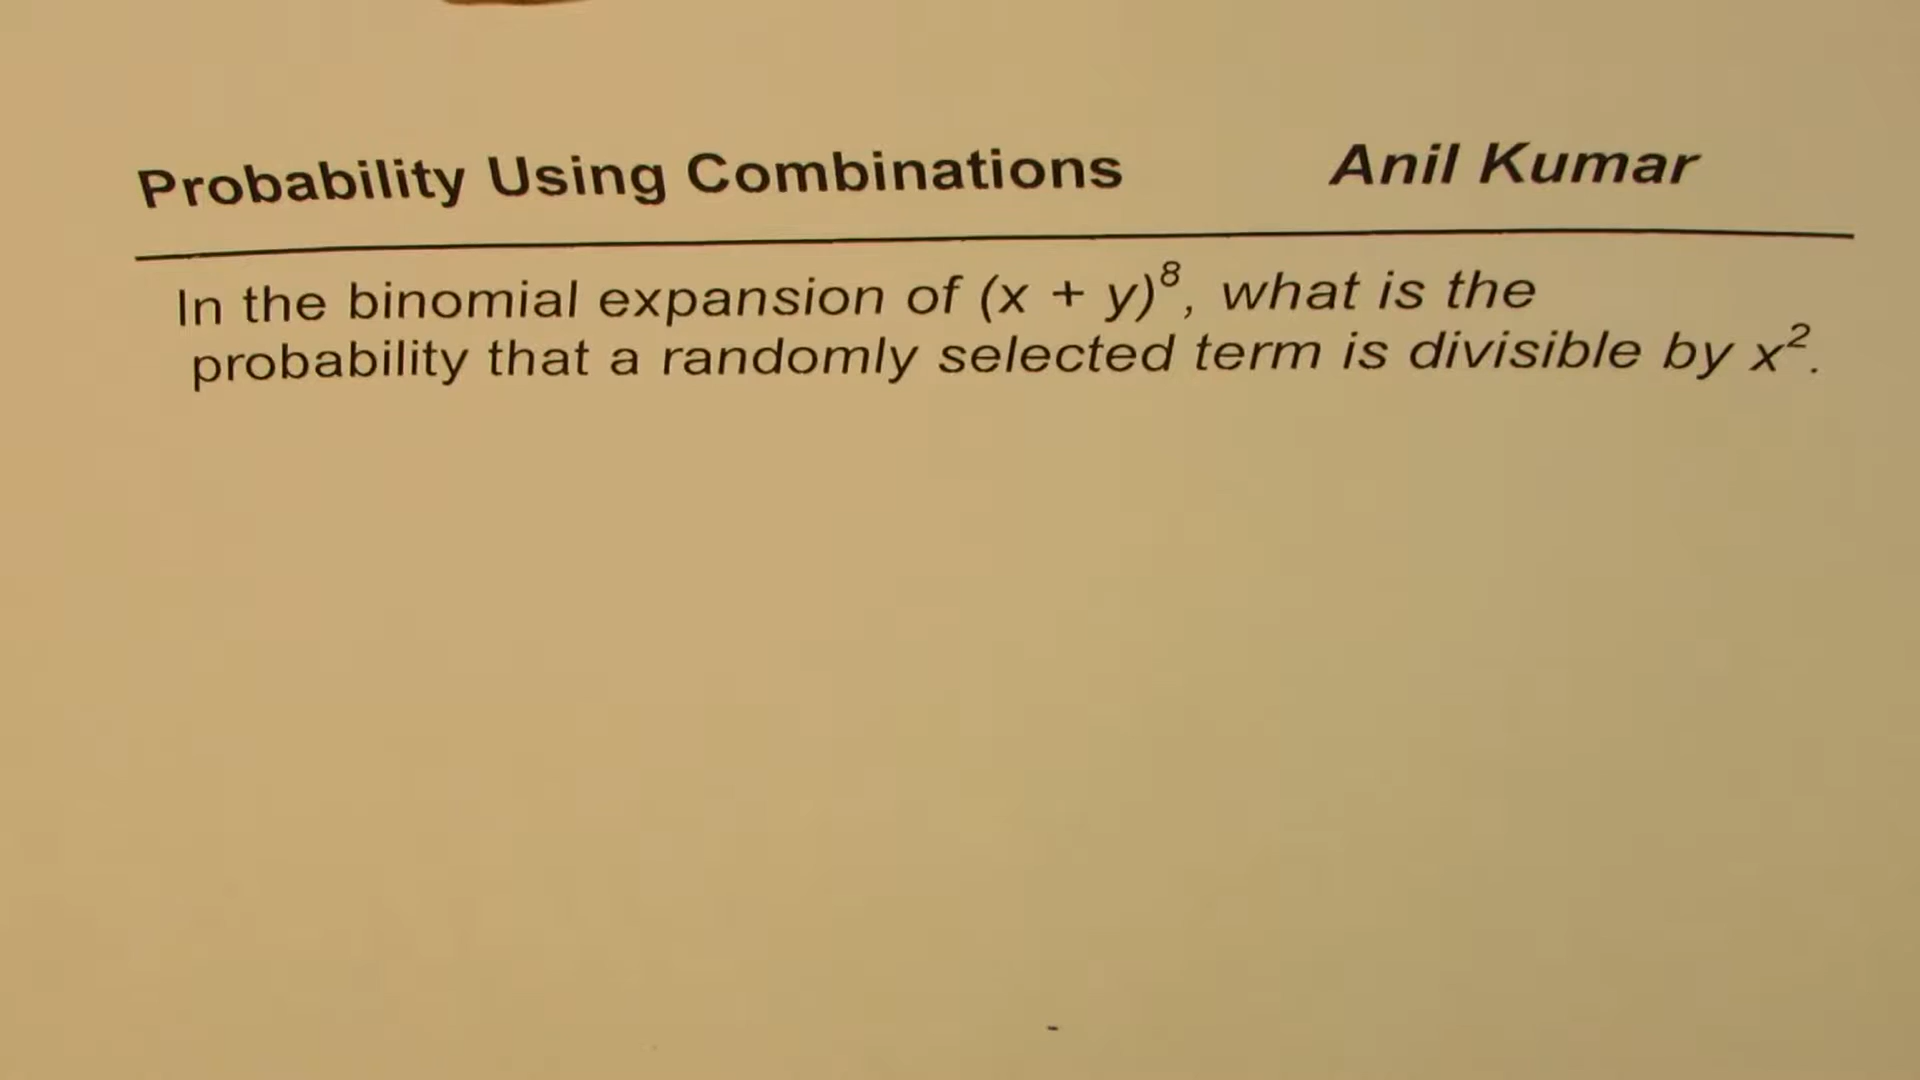 Probability Using Combinations Anil Kumar
In the binomial expansion of (x + y)⁸, what is the
probability that a randomly selected term is divisible by x².